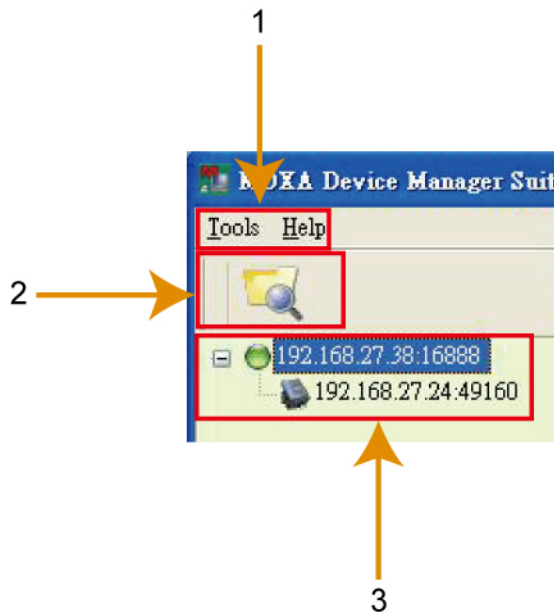 1
MOXA Device Manager Suit
Tools Help
2
192.168.27.38:16888
192.168.27.24:49160
3